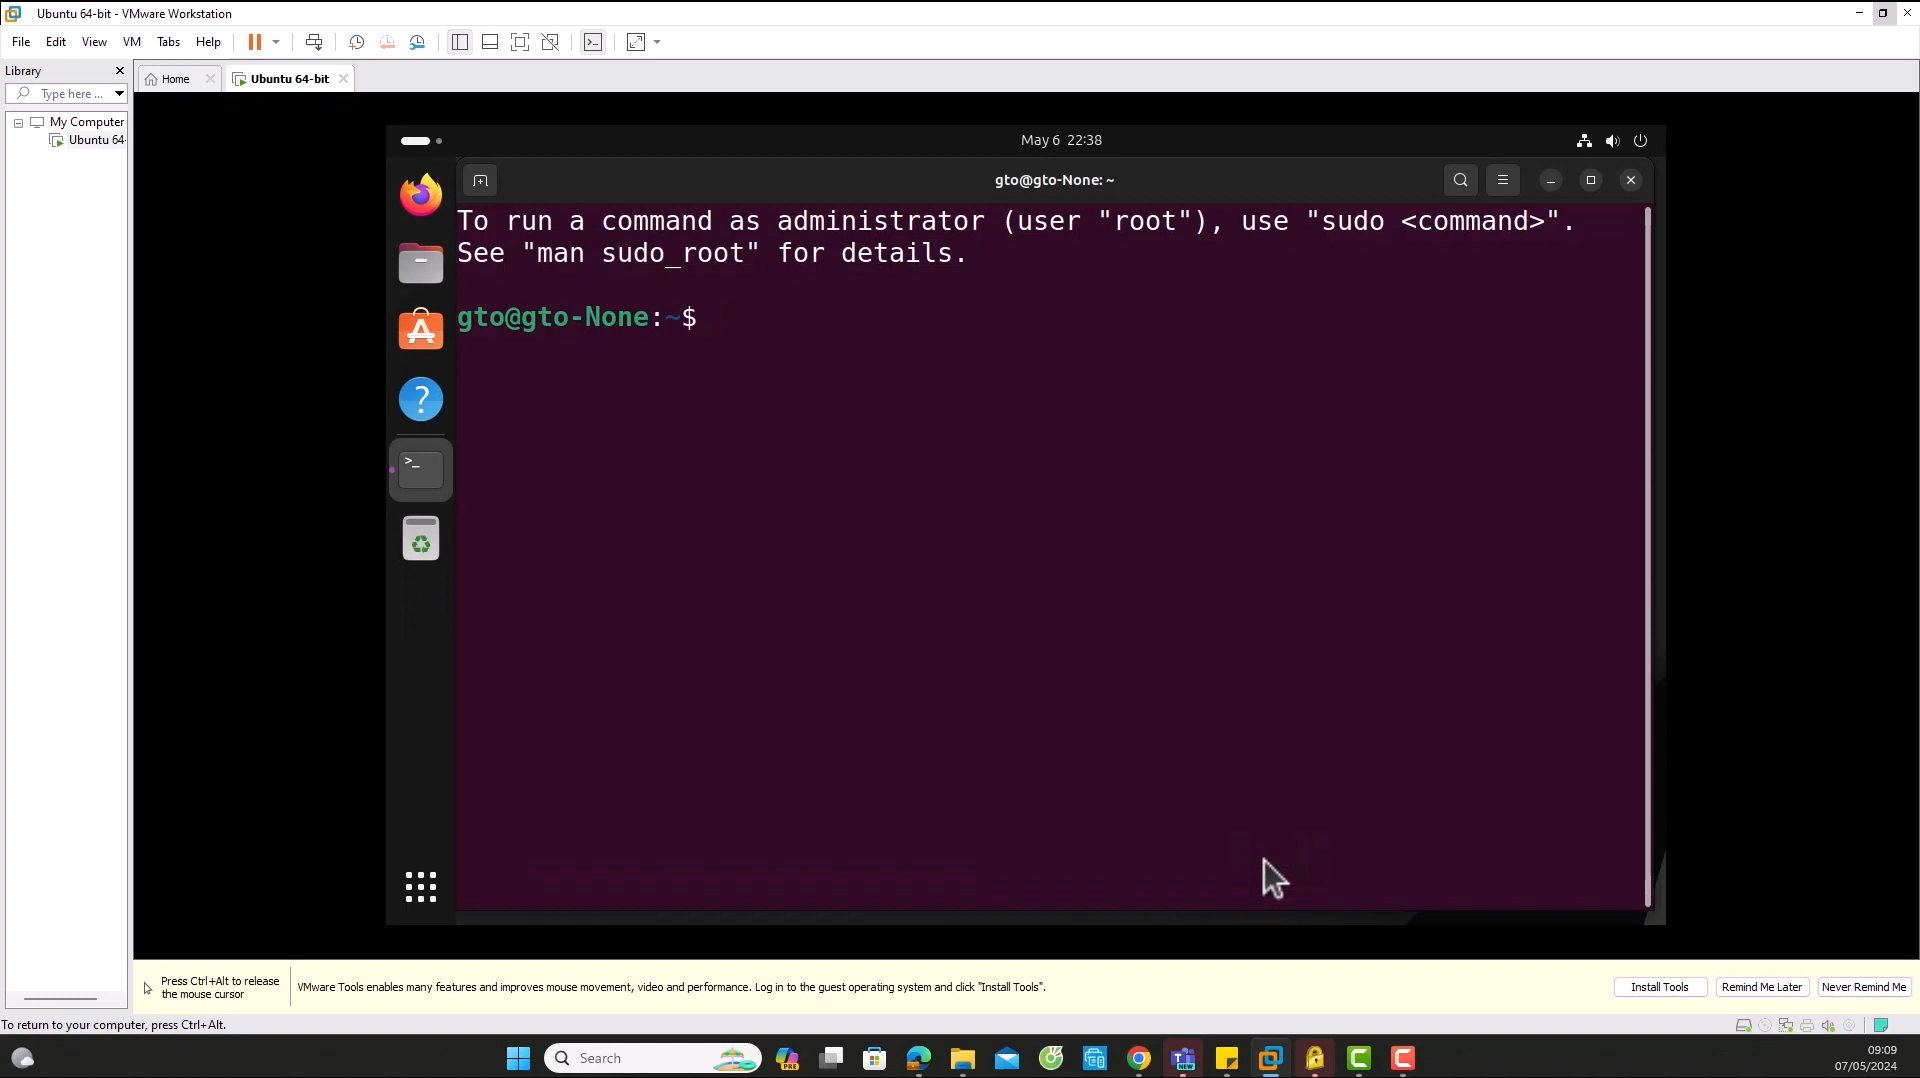 Ubuntu 64-bit - VMware Workstation
File Edit View VM Tabs Help
Library
Home
Ubuntu 64-bit
Type here ...
My Computer
Ubuntu 64-
May 6 22:38
gto@gto-None: ~
To run a command as administrator (user "root"), use "sudo <command>".
See "man sudo_root" for details.
gto@gto-None:~$
Press Ctrl+Alt to release
the mouse cursor
VMware Tools enables many features and improves mouse movement, video and performance. Log in to the guest operating system and click "Install Tools".
Install Tools
Remind Me Later
Never Remind Me
To return to your computer, press Ctrl+Alt.
Search
PRE
NEW
09:09
07/05/2024